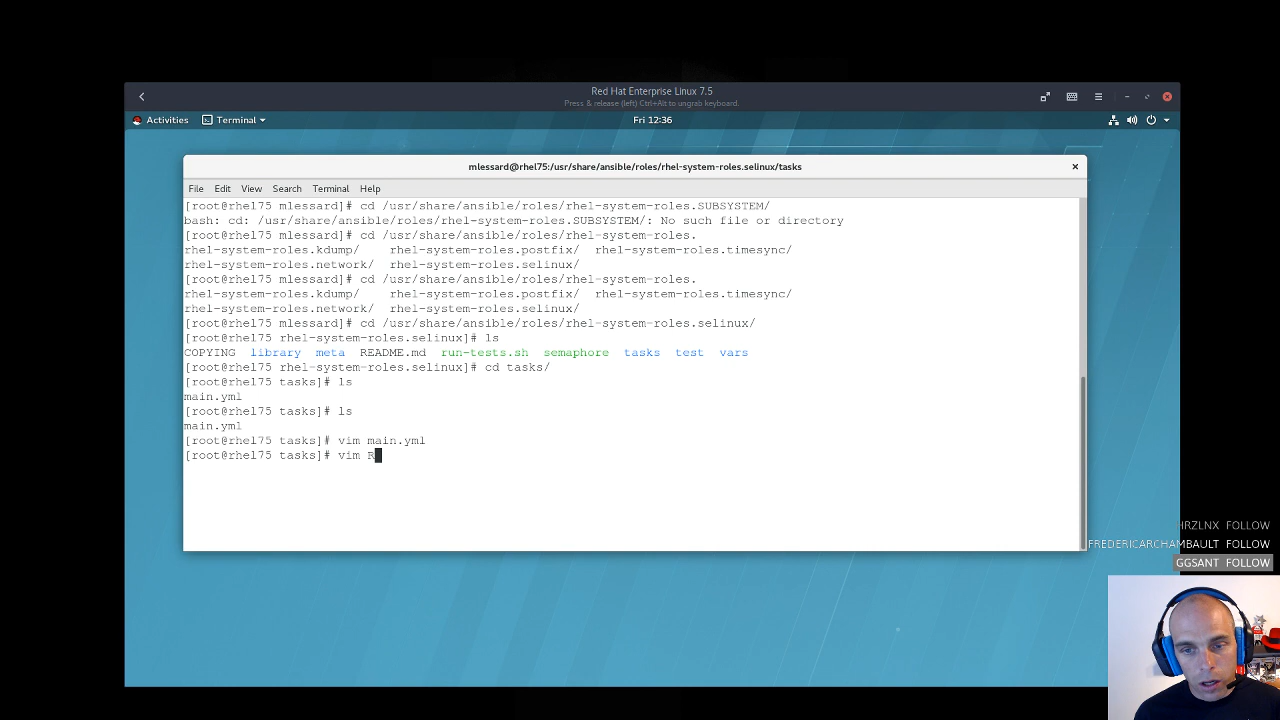 Red Hat Enterprise Linux 7.5
Press & release (left) Ctrl+Alt to ungrab keyboard.
Activities Terminal Fri 12:36
mlessard@rhel75:/usr/share/ansible/roles/rhel-system-roles.selinux/tasks
File Edit View Search Terminal Help
[root@rhel75 mlessard]# cd /usr/share/ansible/roles/rhel-system-roles.SUBSYSTEM/
bash: cd: /usr/share/ansible/roles/rhel-system-roles.SUBSYSTEM/: No such file or directory
[root@rhel75 mlessard]# cd /usr/share/ansible/roles/rhel-system-roles.
rhel-system-roles.kdump/ rhel-system-roles.postfix/ rhel-system-roles.timesync/
rhel-system-roles.network/ rhel-system-roles.selinux/
[root@rhel75 mlessard]# cd /usr/share/ansible/roles/rhel-system-roles.
rhel-system-roles.kdump/ rhel-system-roles.postfix/ rhel-system-roles.timesync/
rhel-system-roles.network/ rhel-system-roles.selinux/
[root@rhel75 mlessard]# cd /usr/share/ansible/roles/rhel-system-roles.selinux/
[root@rhel75 rhel-system-roles.selinux]# ls
COPYING library meta README.md run-tests.sh semaphore tasks test vars
[root@rhel75 rhel-system-roles.selinux]# cd tasks/
[root@rhel75 tasks]# ls
main.yml
[root@rhel75 tasks]# ls
main.yml
[root@rhel75 tasks]# vim main.yml
[root@rhel75 tasks]# vim R
HRZLNX FOLLOW
FREDERICARCHAMBAULT FOLLOW
GGSANT FOLLOW